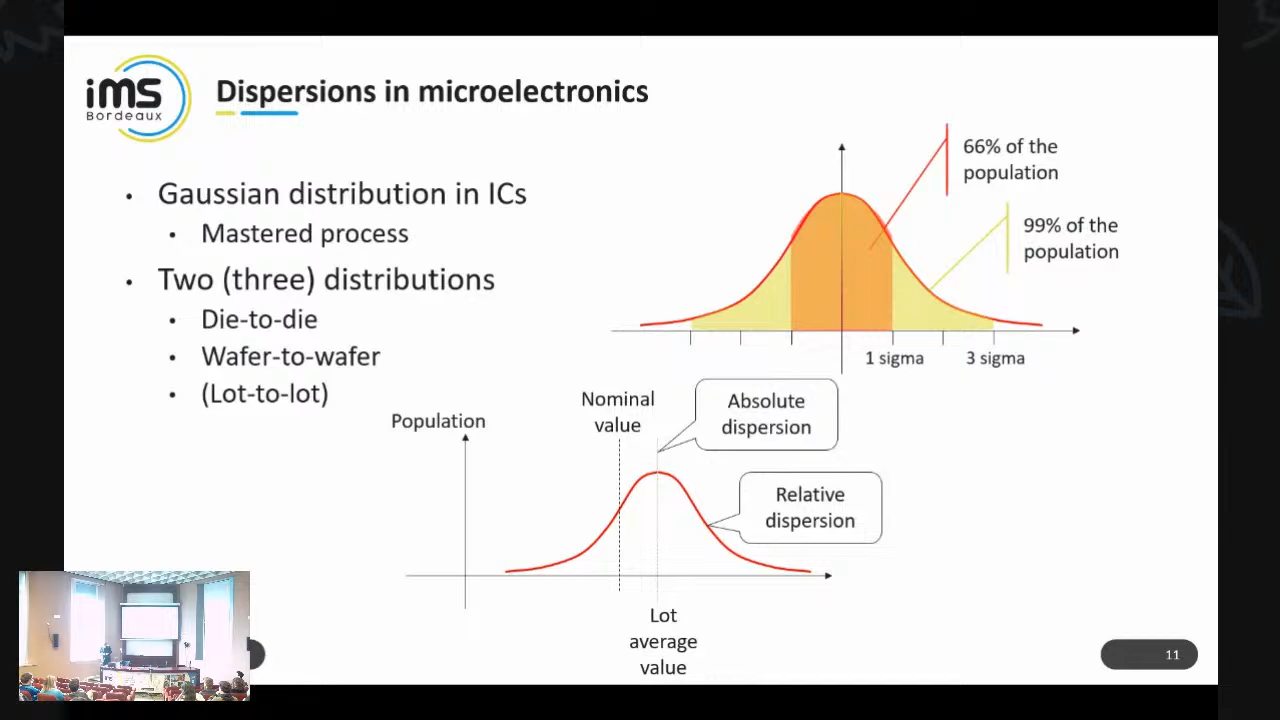 iMS
Bordeaux
Dispersions in microelectronics
• Gaussian distribution in ICs
• Mastered process
• Two (three) distributions
• Die-to-die
• Wafer-to-wafer
• (Lot-to-lot)
66% of the
population
99% of the
population
1 sigma
3 sigma
Population
Nominal
value
Absolute
dispersion
Relative
dispersion
Lot
average
value
11